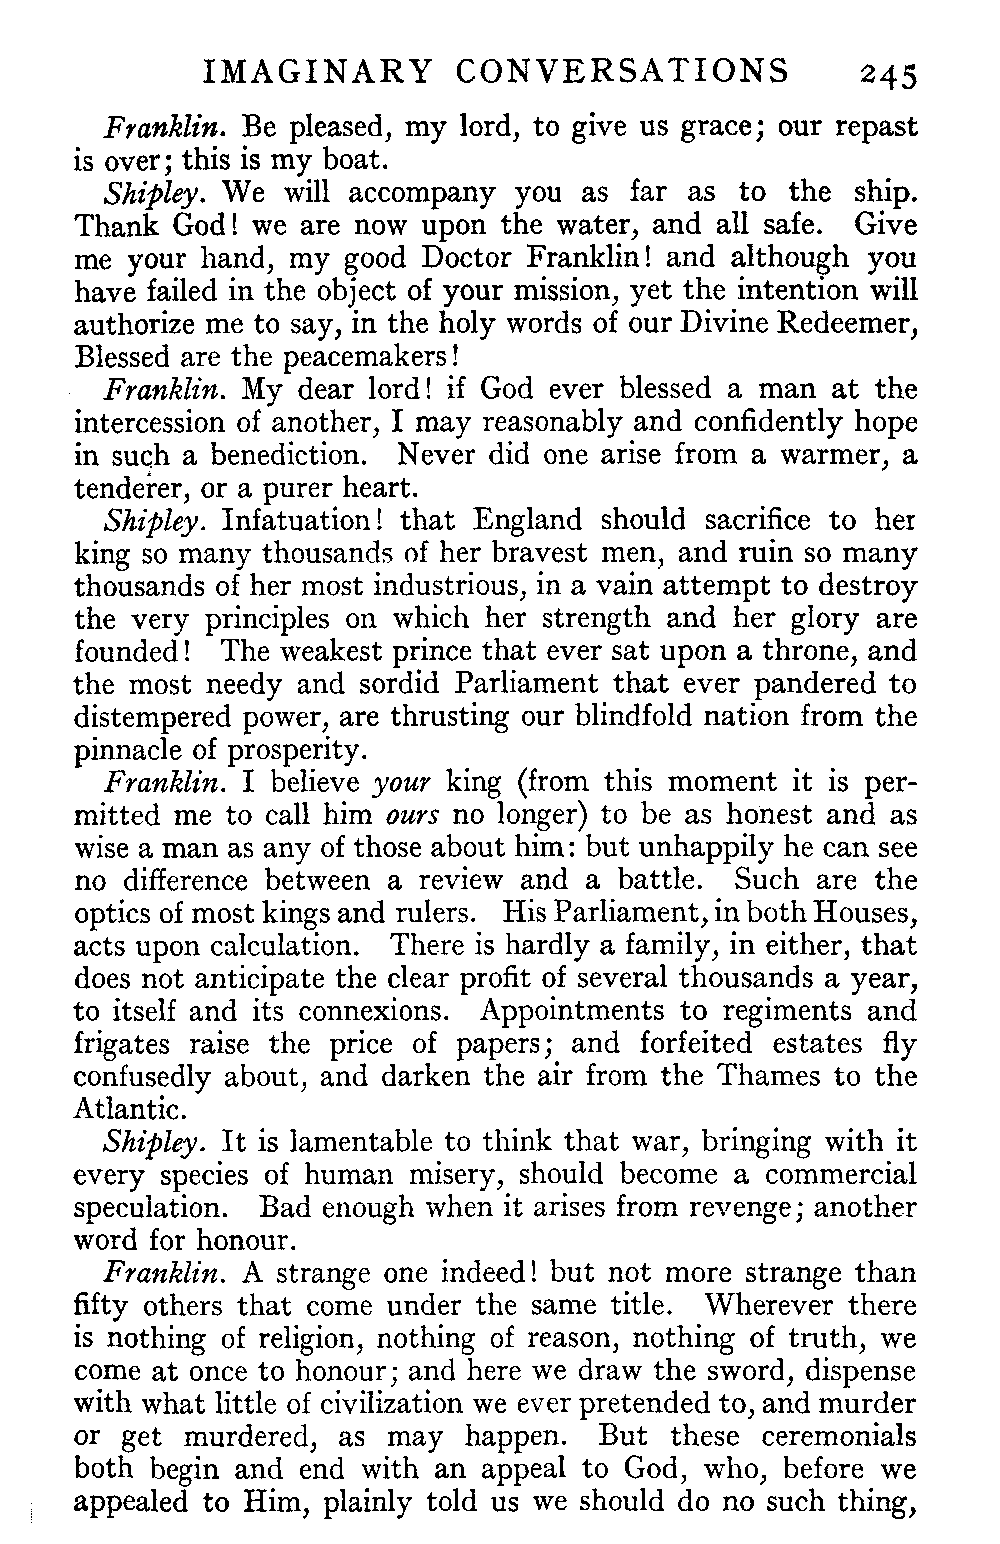 IMAGINARY CONVERSATIONS 245
Franklin. Be pleased, my lord, to give us grace; our repast
is over; this is my boat.
Shipley. We will accompany you as far as to the ship.
Thank God! we are now upon the water, and all safe. Give
me your hand, my good Doctor Franklin! and although you
have failed in the object of your mission, yet the intention will
authorize me to say, in the holy words of our Divine Redeemer,
Blessed are the peacemakers!
Franklin. My dear lord! if God ever blessed a man at the
intercession of another, I may reasonably and confidently hope
in such a benediction. Never did one arise from a warmer, a
tenderer, or a purer heart.
Shipley. Infatuation! that England should sacrifice to her
king so many thousands of her bravest men, and ruin so many
thousands of her most industrious, in a vain attempt to destroy
the very principles on which her strength and her glory are
founded! The weakest prince that ever sat upon a throne, and
the most needy and sordid Parliament that ever pandered to
distempered power, are thrusting our blindfold nation from the
pinnacle of prosperity.
Franklin. I believe your king (from this moment it is per-
mitted me to call him ours no longer) to be as honest and as
wise a man as any of those about him: but unhappily he can see
no difference between a review and a battle. Such are the
optics of most kings and rulers. His Parliament, in both Houses,
acts upon calculation. There is hardly a family, in either, that
does not anticipate the clear profit of several thousands a year,
to itself and its connexions. Appointments to regiments and
frigates raise the price of papers; and forfeited estates fly
confusedly about, and darken the air from the Thames to the
Atlantic.
Shipley. It is lamentable to think that war, bringing with it
every species of human misery, should become a commercial
speculation. Bad enough when it arises from revenge; another
word for honour.
Franklin. A strange one indeed! but not more strange than
fifty others that come under the same title. Wherever there
is nothing of religion, nothing of reason, nothing of truth, we
come at once to honour; and here we draw the sword, dispense
with what little of civilization we ever pretended to, and murder
or get murdered, as may happen. But these ceremonials
both begin and end with an appeal to God, who, before we
appealed to Him, plainly told us we should do no such thing,